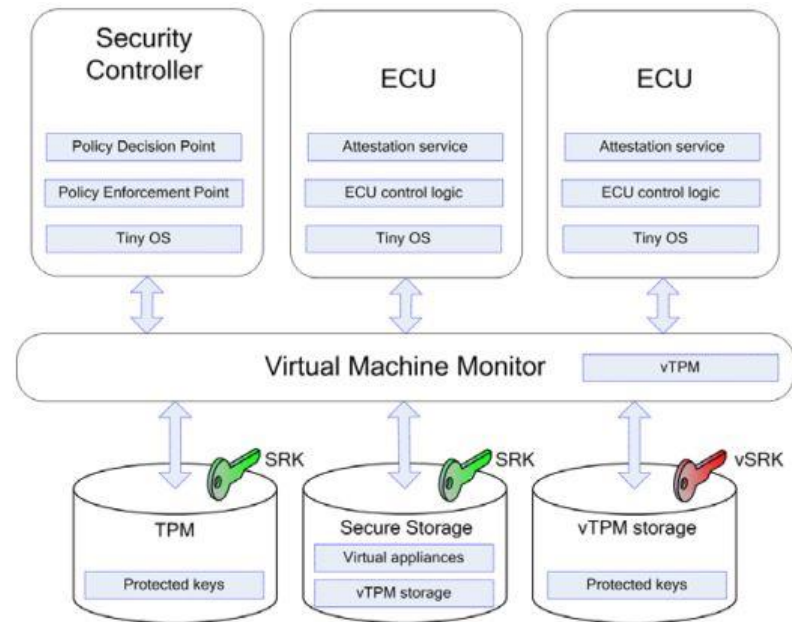 Security
Controller
Policy Decision Point
Policy Enforcement Point
Tiny OS
ECU
Attestation service
ECU control logic
Tiny OS
ECU
Attestation service
ECU control logic
Tiny OS
Virtual Machine Monitor
vTPM
SRK
TPM
Protected keys
SRK
Secure Storage
Virtual appliances
vTPM storage
vSRK
vTPM storage
Protected keys